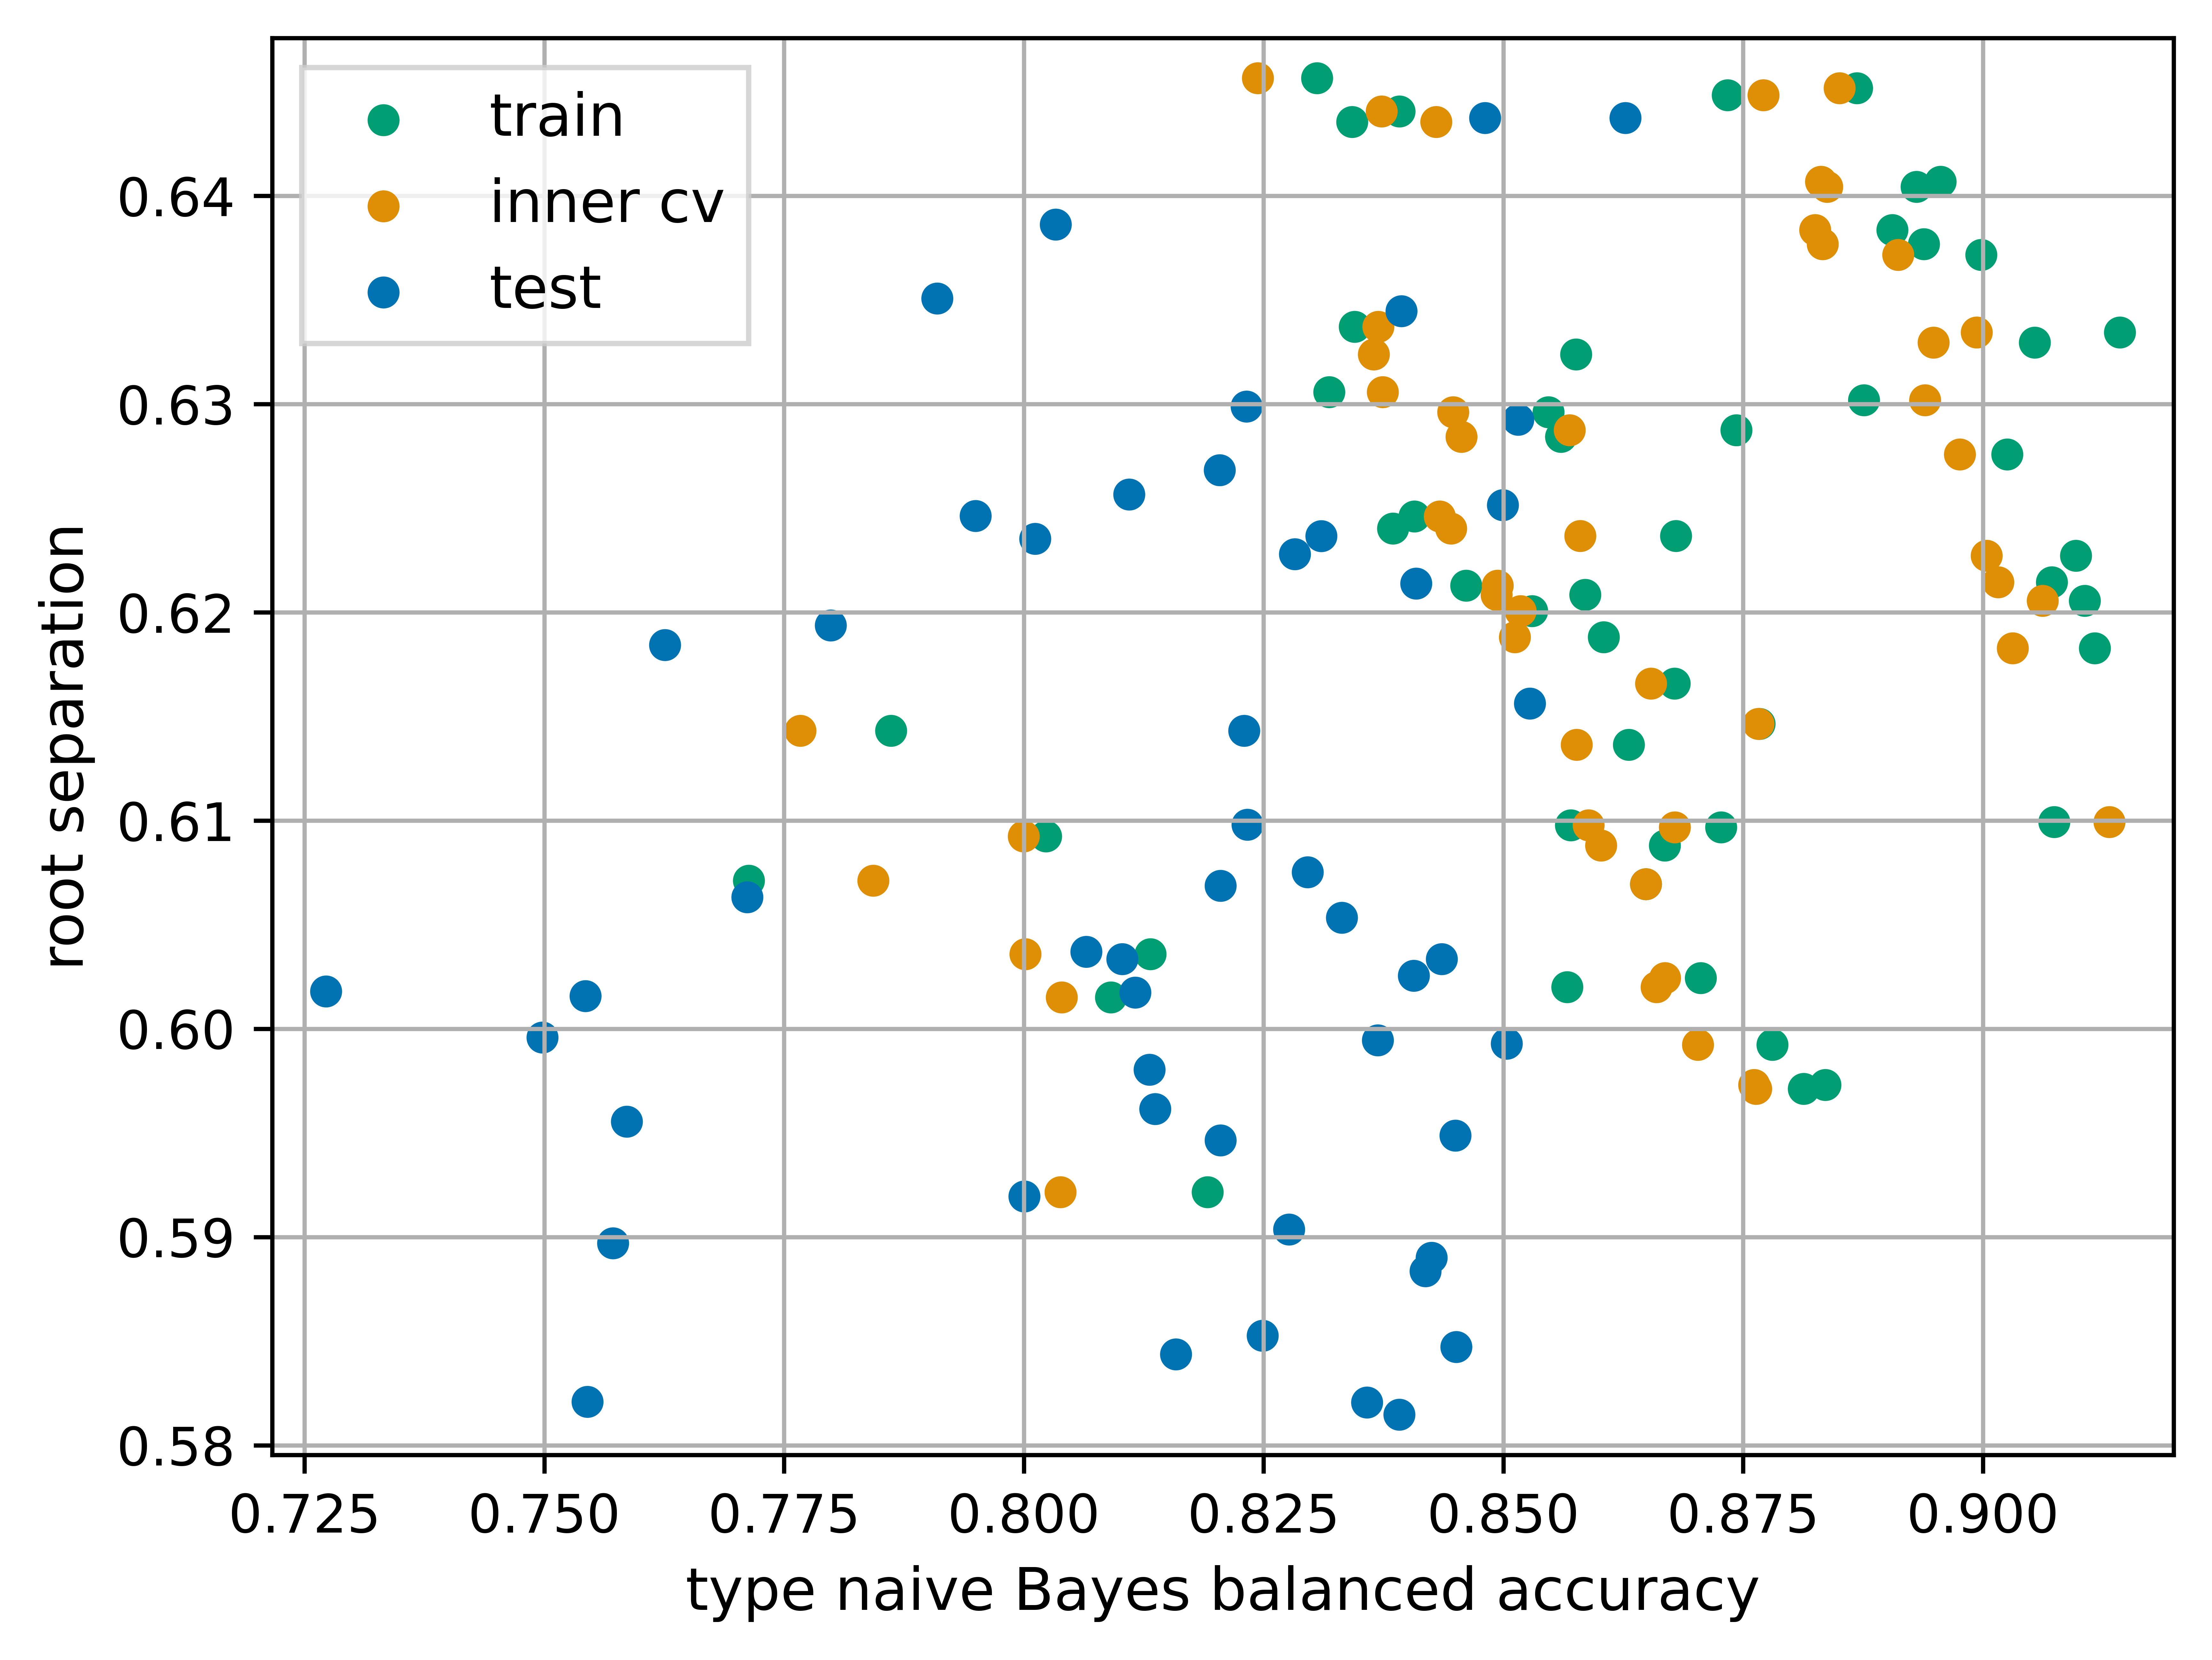 train
inner cv
test
0.64
0.63
0.62
0.61
0.60
0.59
0.58
root separation
0.725 0.750 0.775 0.800 0.825 0.850 0.875 0.900
type naive Bayes balanced accuracy